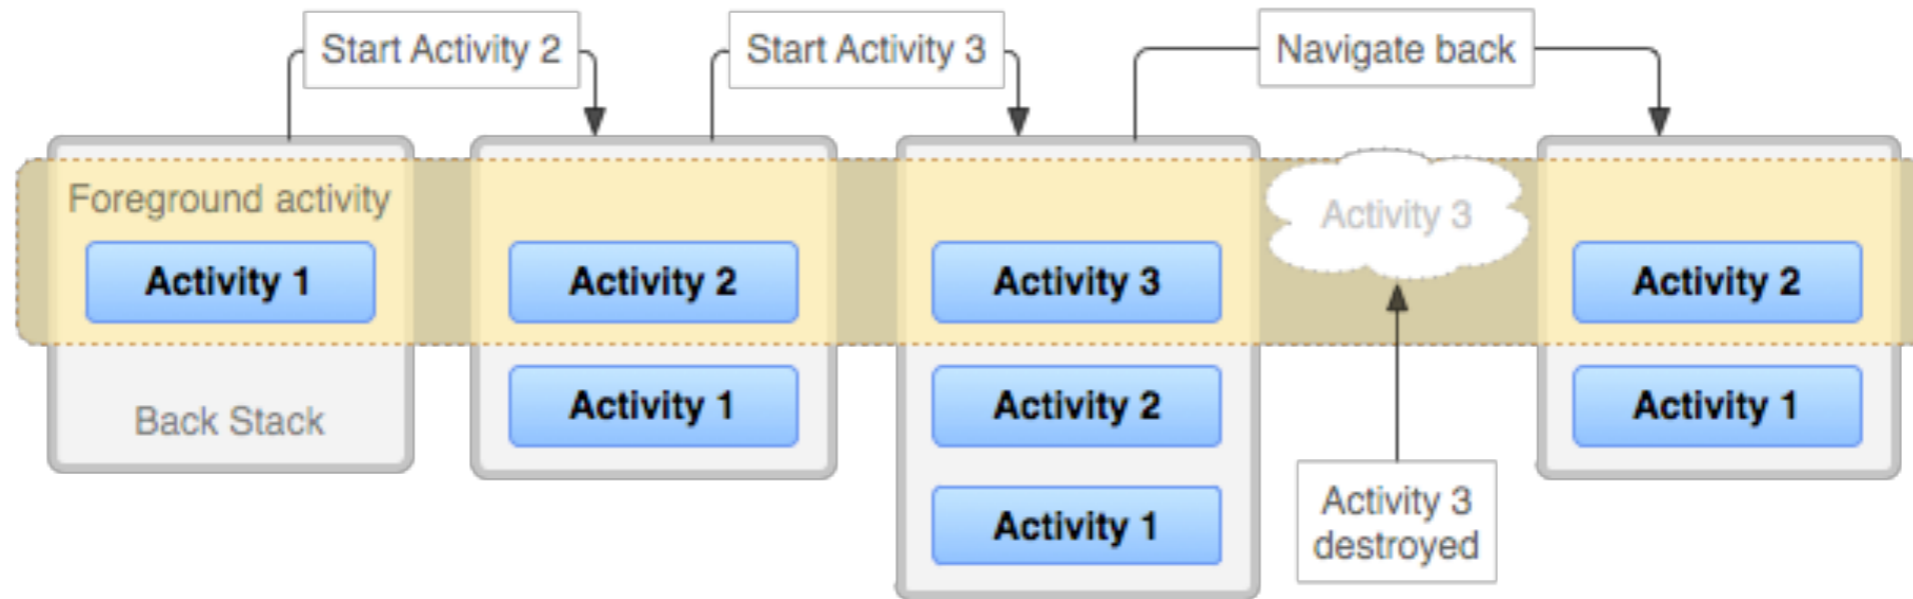 Start Activity 2
Start Activity 3
Navigate back
Foreground activity
Activity 1
Back Stack
Activity 2
Activity 1
Activity 3
Activity 2
Activity 1
Activity 3
Activity 3
destroyed
Activity 2
Activity 1